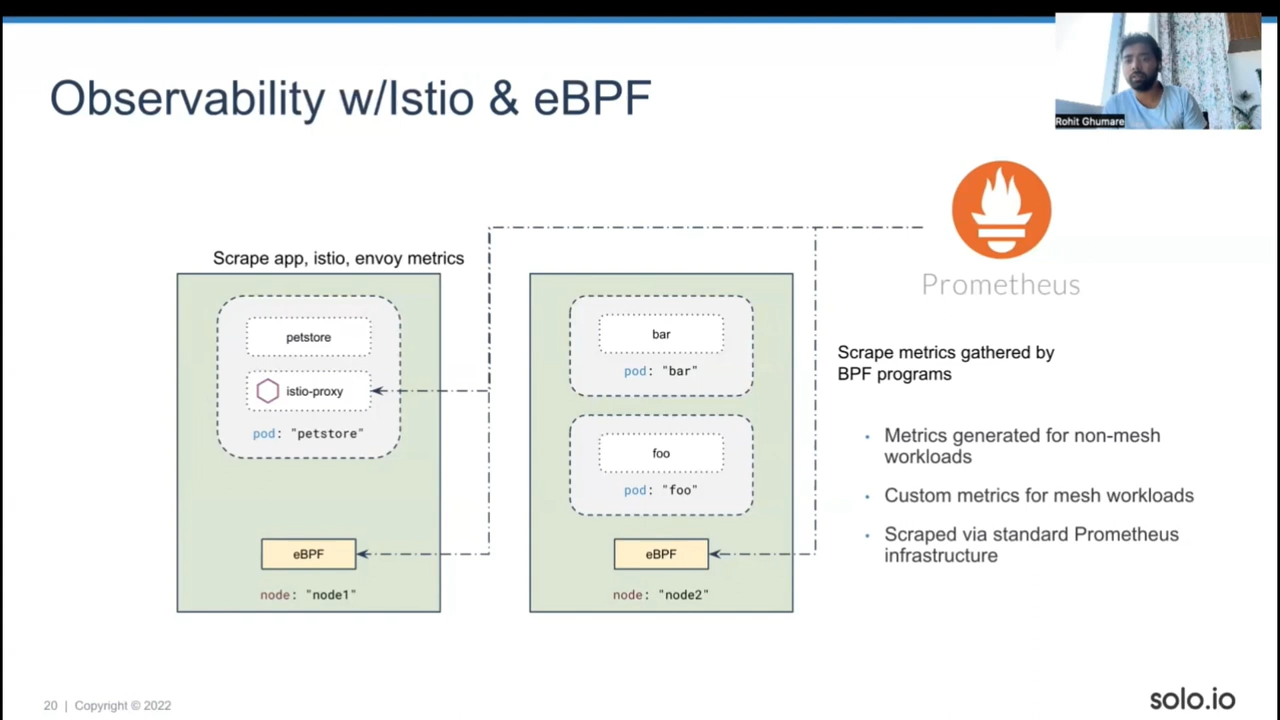 Observability w/Istio & eBPF
Rohit Ghumare
Prometheus
Scrape app, istio, envoy metrics
petstore
istio-proxy
pod: "petstore"
eBPF
node: "node1"
bar
pod: "bar"
foo
pod: "foo"
eBPF
node: "node2"
Scrape metrics gathered by
BPF programs
• Metrics generated for non-mesh
workloads
• Custom metrics for mesh workloads
• Scraped via standard Prometheus
infrastructure
20 | Copyright © 2022
solo.io